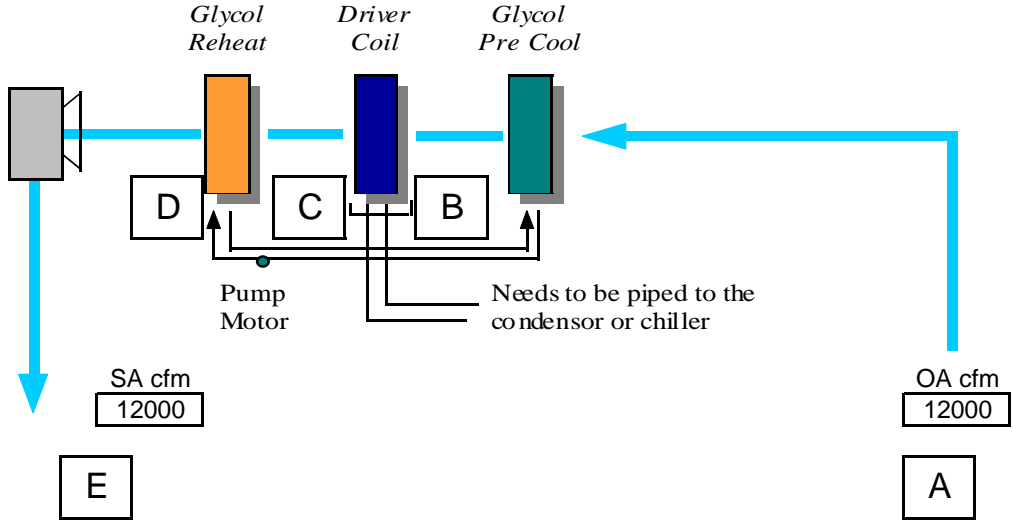 Glycol
Reheat
Driver
Coil
Glycol
Pre Cool
D
C
B
Pump
Motor
Needs to be piped to the
condensor or chiller
SA cfm
12000
OA cfm
12000
E
A